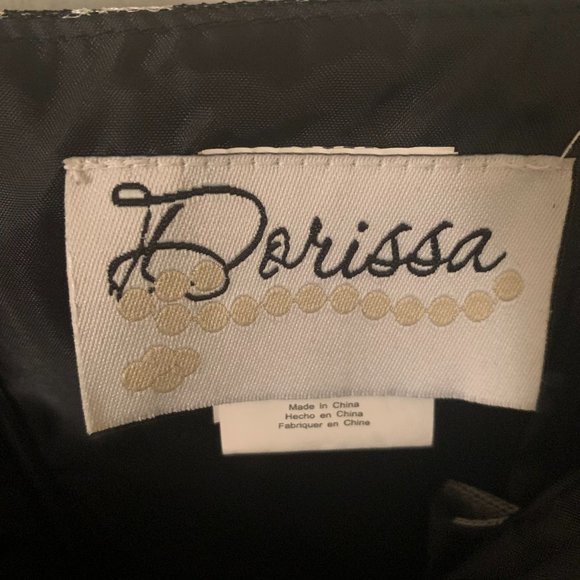 Dorissa
Made in China
Hecho en China
Fabriquer en Chine